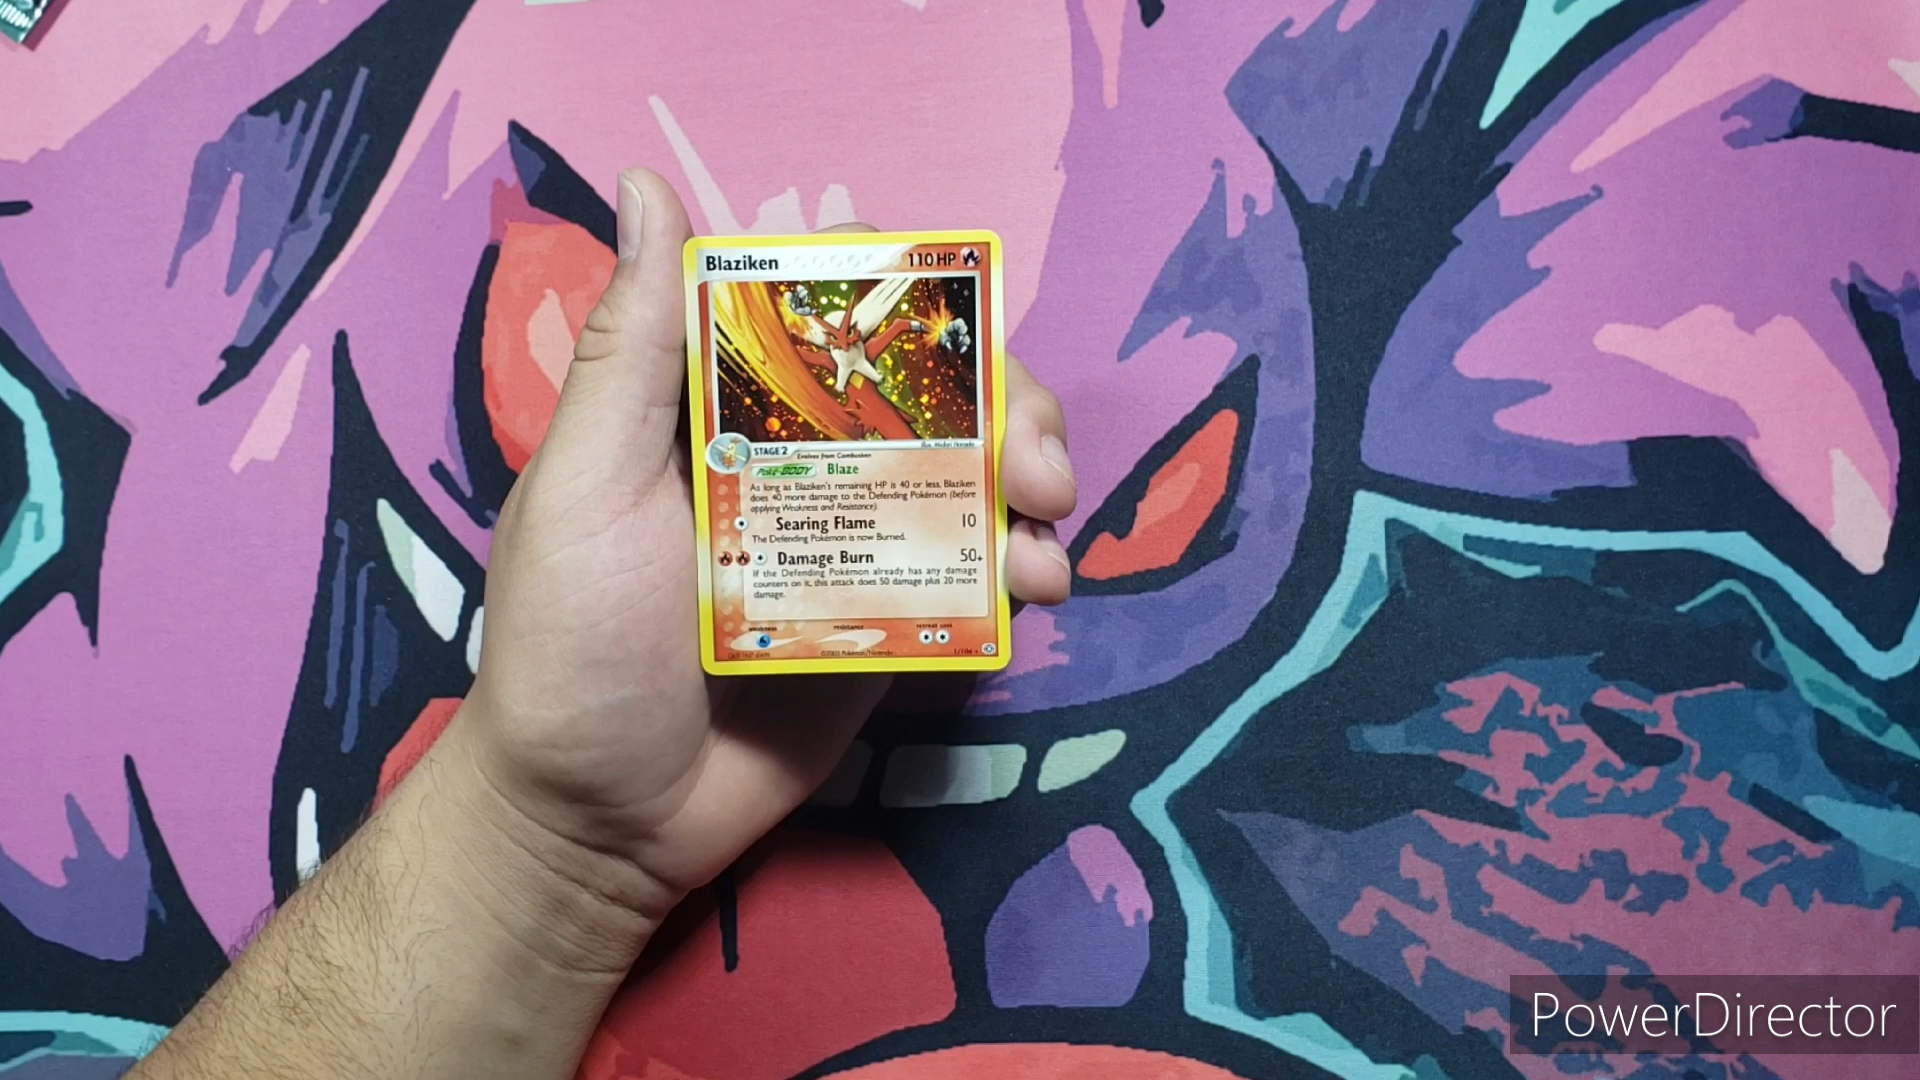 Blaziken 110 HP
STAGE 2 Evolves from Combusken
Poké-BODY Blaze
As long as Blaziken's remaining HP is 40 or less, Blaziken
does 40 more damage to the Defending Pokémon (before
applying Weakness and Resistance).
Searing Flame 10
The Defending Pokémon is now Burned.
Damage Burn 50+
If the Defending Pokémon already has any damage
counters on it, this attack does 50 damage plus 20 more
damage.
weakness resistance retreat cost
1/106
PowerDirector